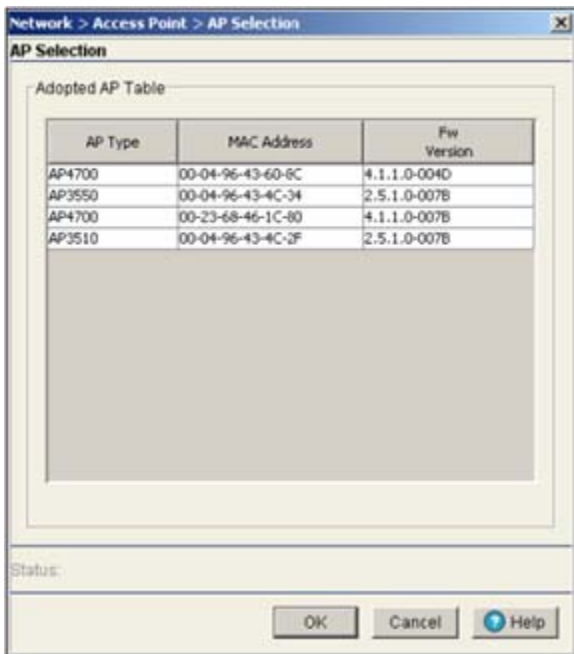 Network > Access Point > AP Selection
AP Selection
Adopted AP Table
AP Type MAC Address Fw Version
AP4700 00-04-96-43-60-8C 4.1.1.0-004D
AP3550 00-04-96-43-4C-34 2.5.1.0-007B
AP4700 00-23-68-46-1C-80 4.1.1.0-007B
AP3510 00-04-96-43-4C-2F 2.5.1.0-007B
Status:
OK Cancel Help